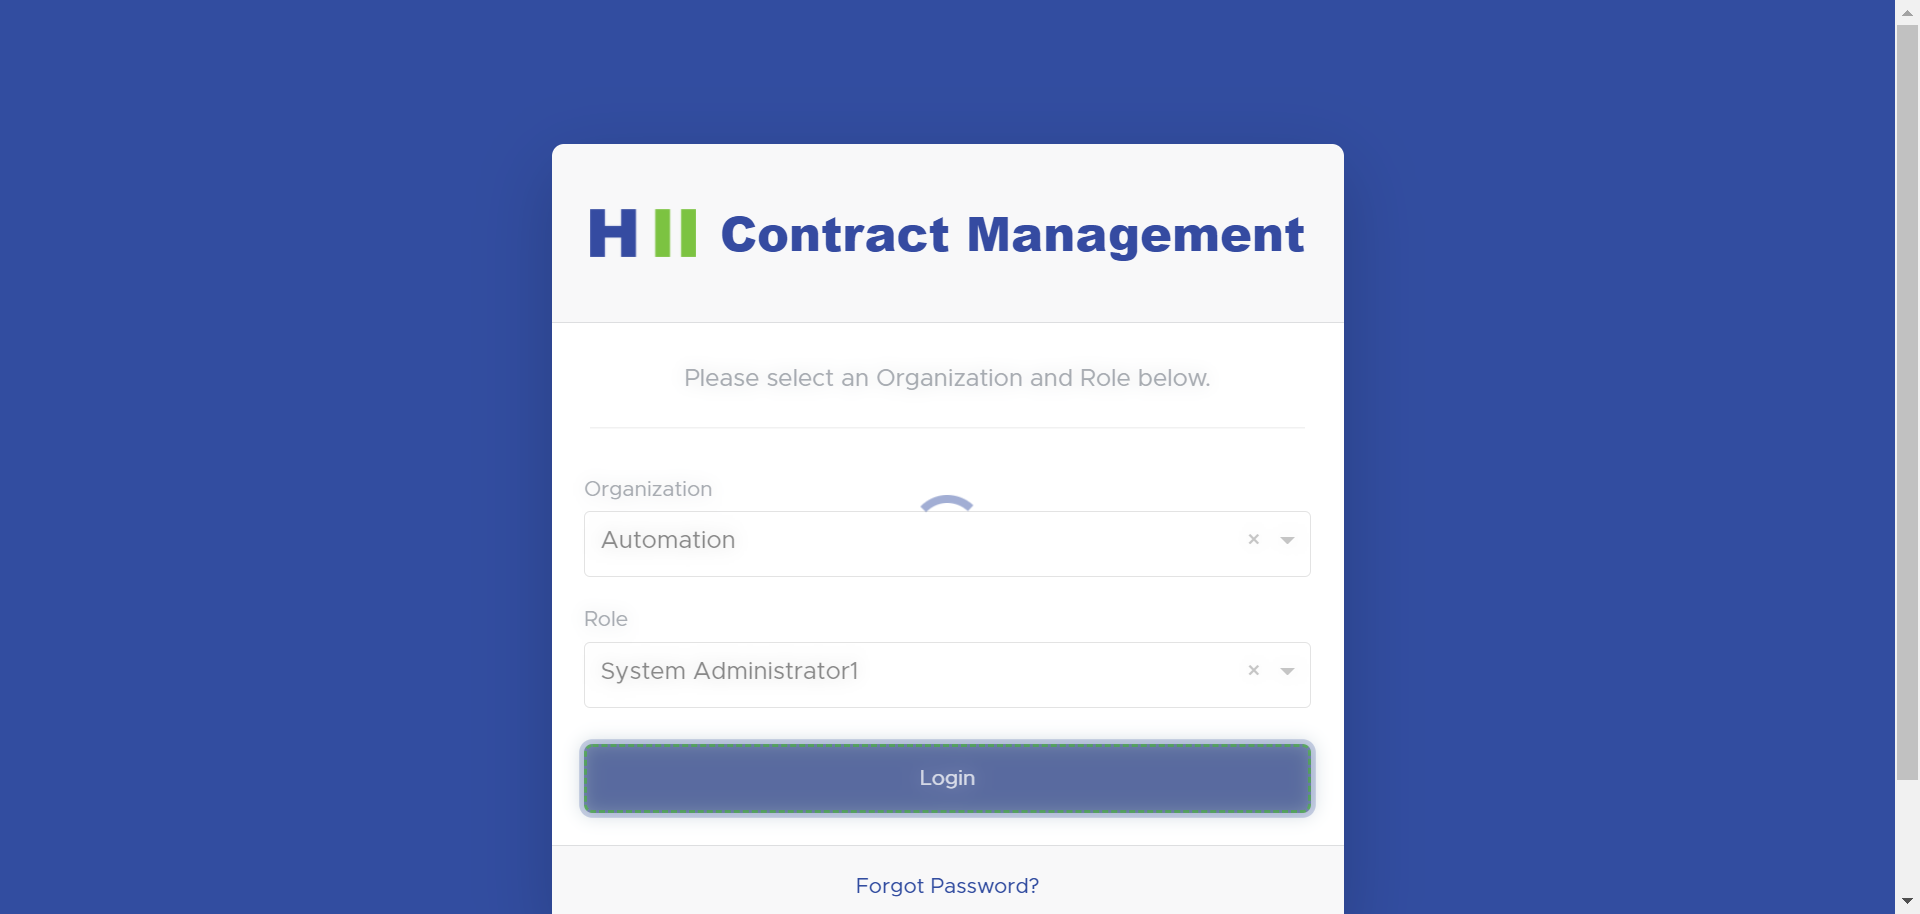 HII Contract Management
Please select an Organization and Role below.
Organization
Automation
Role
System Administrator1
Login
Forgot Password?